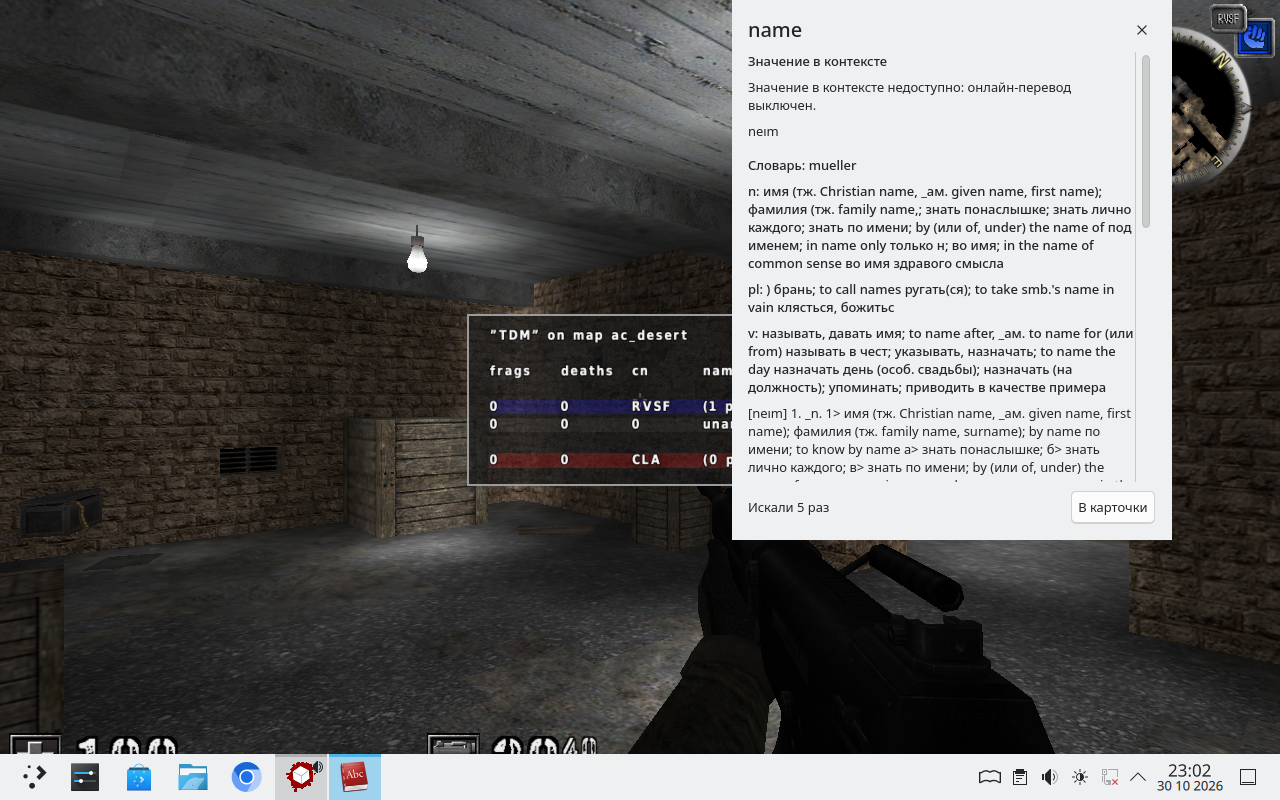 name
Значение в контексте
Значение в контексте недоступно: онлайн-перевод
выключен.
neɪm
Словарь: mueller
n: имя (тж. Christian name, _ам. given name, first name);
фамилия (тж. family name,; знать понаслышке; знать лично
каждого; знать по имени; by (или of, under) the name of под
именем; in name only только н; во имя; in the name of
common sense во имя здравого смысла
pl: ) брань; to call names ругать(ся); to take smb.'s name in
vain клясться, божитьс
v: называть, давать имя; to name after, _ам. to name for (или
from) называть в чест; указывать, назначать; to name the
day назначать день (особ. свадьбы); назначать (на
должность); упоминать; приводить в качестве примера
[neɪm] 1. _n. 1> имя (тж. Christian name, _ам. given name, first
name); фамилия (тж. family name, surname); by name по
имени; to know by name а> знать понаслышке; б> знать
лично каждого; в> знать по имени; by (или of, under) the
Искали 5 раз
В карточки
RVSF
N
E
"TDM" on map ac_desert
frags deaths cn nam
0 0 RVSF (1 p
0 0 0 una
0 0 CLA (0 p
100
Abc
23:02
30 10 2026